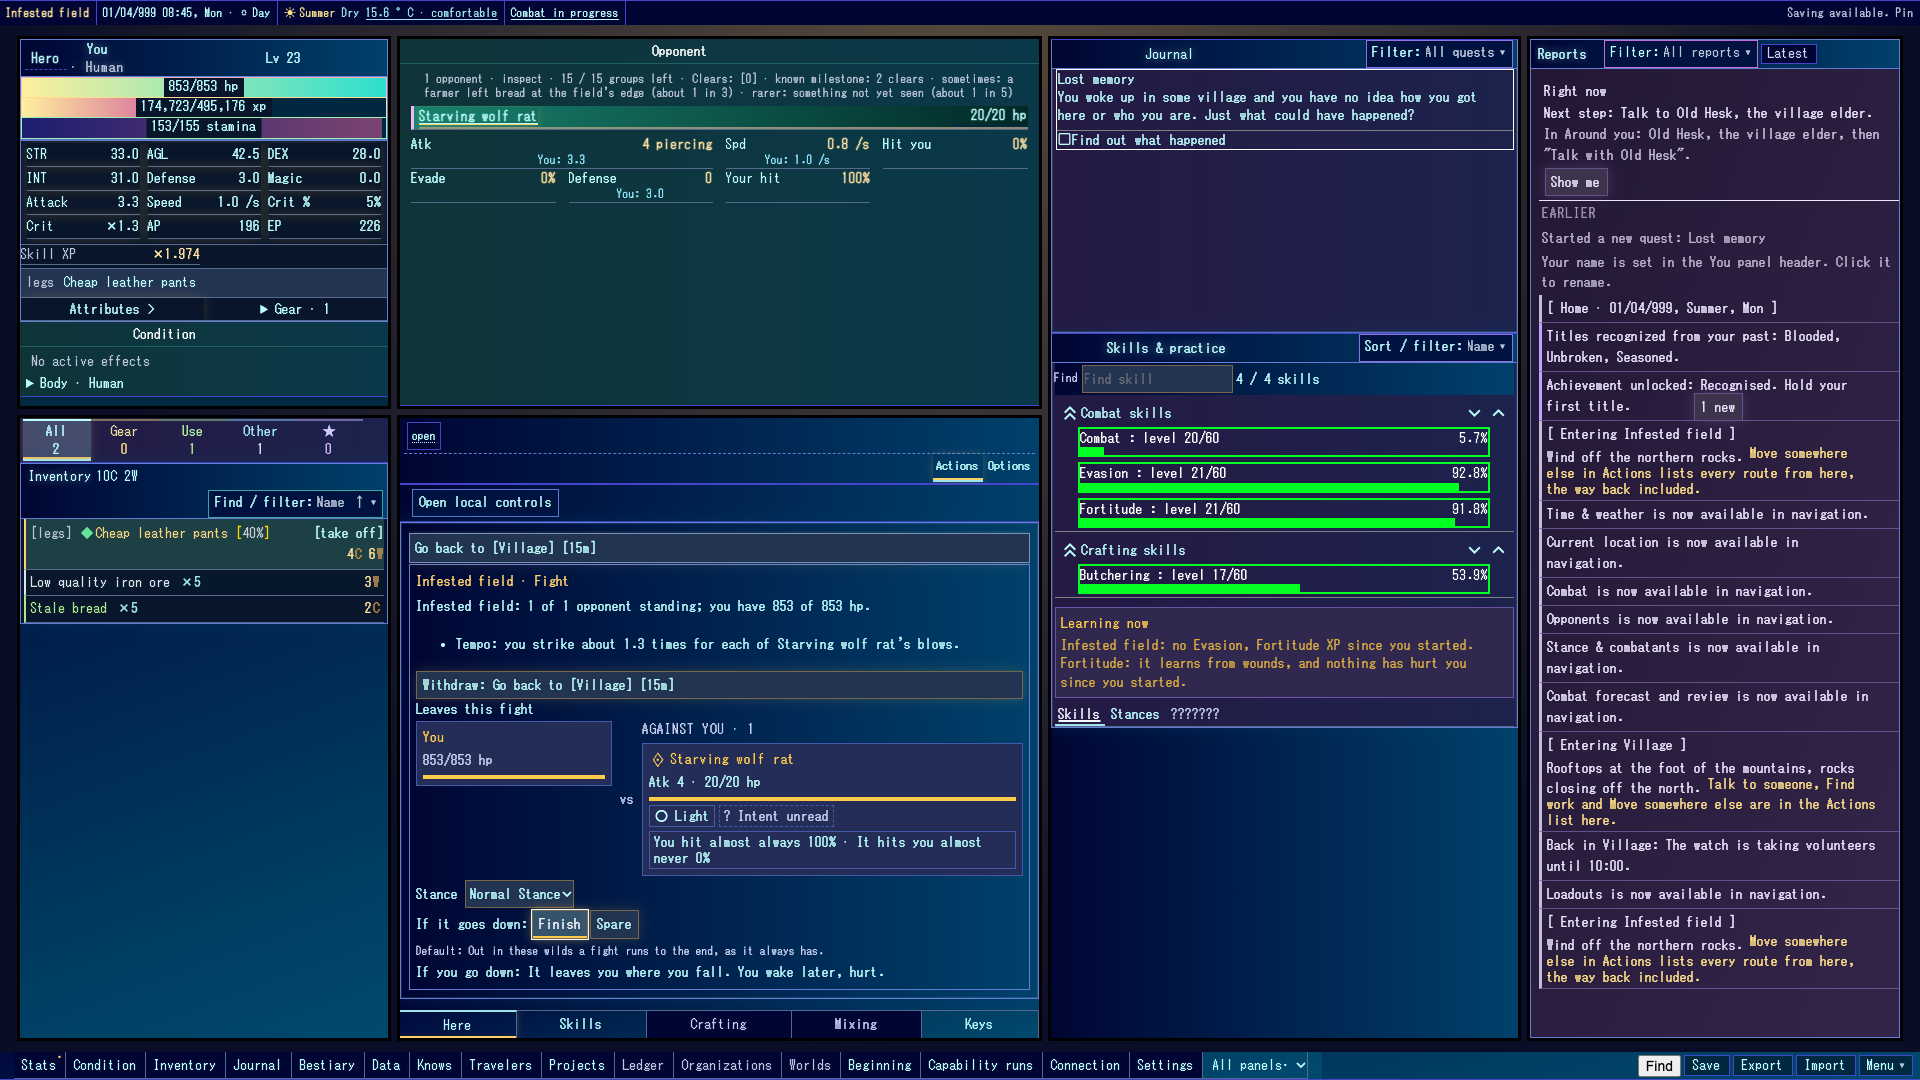 Infested field
01/04/999 08:45, Mon · ¤ Day
☀ Summer Dry 15.6 ° C · comfortable
Combat in progress
Saving available. Pin
Hero · You
Human
Lv 23
853/853 hp
174,723/495,176 xp
153/155 stamina
STR 33.0 AGL 42.5 DEX 28.0
INT 31.0 Defense 3.0 Magic 0.0
Attack 3.3 Speed 1.0 /s Crit % 5%
Crit ×1.3 AP 196 EP 226
Skill XP ×1.974
legs Cheap leather pants
Attributes >
▶ Gear · 1
Condition
No active effects
▶ Body · Human
All Gear Use Other ★
2 0 1 1 0
Inventory 10C 2W
Find / filter: Name ↑ ▾
[legs] ◆Cheap leather pants [40%] [take off]
4C 6W
Low quality iron ore ×5 3W
Stale bread ×5 2C
Opponent
1 opponent · inspect · 15 / 15 groups left · Clears: [0] · known milestone: 2 clears · sometimes: a
farmer left bread at the field's edge (about 1 in 3) · rarer: something not yet seen (about 1 in 5)
Starving wolf rat 20/20 hp
Atk 4 piercing Spd 0.8 /s Hit you 0%
You: 3.3 You: 1.0 /s
Evade 0% Defense 0 Your hit 100%
You: 3.0
open
Actions Options
Open local controls
Go back to [Village] [15m]
Infested field · Fight
Infested field: 1 of 1 opponent standing; you have 853 of 853 hp.
• Tempo: you strike about 1.3 times for each of Starving wolf rat's blows.
Withdraw: Go back to [Village] [15m]
Leaves this fight
You
853/853 hp
vs
AGAINST YOU · 1
Starving wolf rat
Atk 4 · 20/20 hp
Light ? Intent unread
You hit almost always 100% · It hits you almost
never 0%
Stance Normal Stance
If it goes down: Finish Spare
Default: Out in these wilds a fight runs to the end, as it always has.
If you go down: It leaves you where you fall. You wake later, hurt.
Here Skills Crafting Mixing Keys
Journal
Filter: All quests ▾
Lost memory
You woke up in some village and you have no idea how you got
here or who you are. Just what could have happened?
☐Find out what happened
Skills & practice
Sort / filter: Name ▾
Find Find skill 4 / 4 skills
Combat skills
Combat : level 20/60 5.7%
Evasion : level 21/60 92.8%
Fortitude : level 21/60 91.8%
Crafting skills
Butchering : level 17/60 53.9%
Learning now
Infested field: no Evasion, Fortitude XP since you started.
Fortitude: it learns from wounds, and nothing has hurt you
since you started.
Skills Stances ???????
Reports
Filter: All reports ▾
Latest
Right now
Next step: Talk to Old Hesk, the village elder.
In Around you: Old Hesk, the village elder, then
"Talk with Old Hesk".
Show me
EARLIER
Started a new quest: Lost memory
Your name is set in the You panel header. Click it
to rename.
[ Home · 01/04/999, Summer, Mon ]
Titles recognized from your past: Blooded,
Unbroken, Seasoned.
Achievement unlocked: Recognised. Hold your
first title.
1 new
[ Entering Infested field ]
Wind off the northern rocks. Move somewhere
else in Actions lists every route from here,
the way back included.
Time & weather is now available in navigation.
Current location is now available in
navigation.
Combat is now available in navigation.
Opponents is now available in navigation.
Stance & combatants is now available in
navigation.
Combat forecast and review is now available in
navigation.
[ Entering Village ]
Rooftops at the foot of the mountains, rocks
closing off the north. Talk to someone, Find
work and Move somewhere else are in the Actions
list here.
Back in Village: The watch is taking volunteers
until 10:00.
Loadouts is now available in navigation.
[ Entering Infested field ]
Wind off the northern rocks. Move somewhere
else in Actions lists every route from here,
the way back included.
Stats Condition Inventory Journal Bestiary Data Knows Travelers Projects Ledger Organizations Worlds Beginning Capability runs Connection Settings All panels·
Find Save Export Import Menu ▾